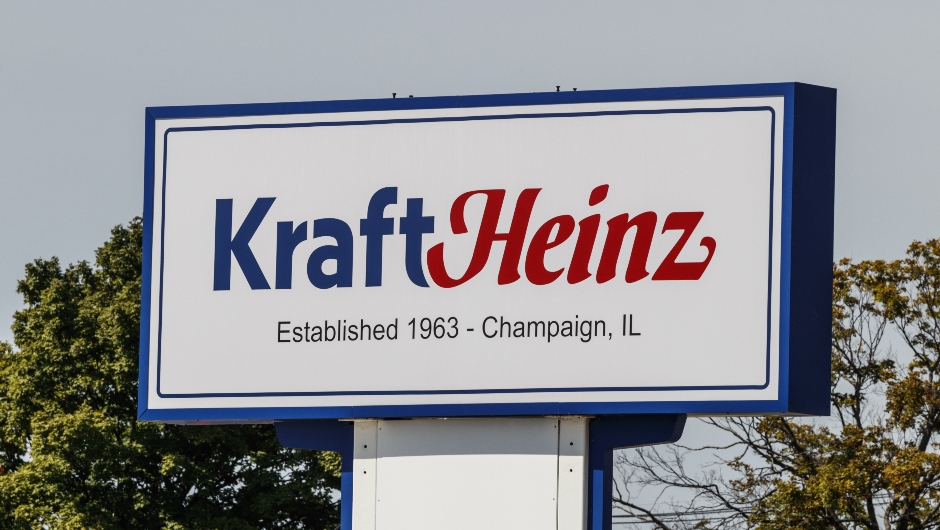 KraftHeinz
Established 1963 - Champaign, IL